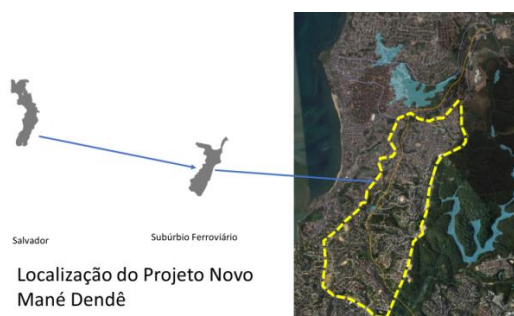 Salvador
Subúrbio Ferroviário
Localização do Projeto Novo
Mané Dendê